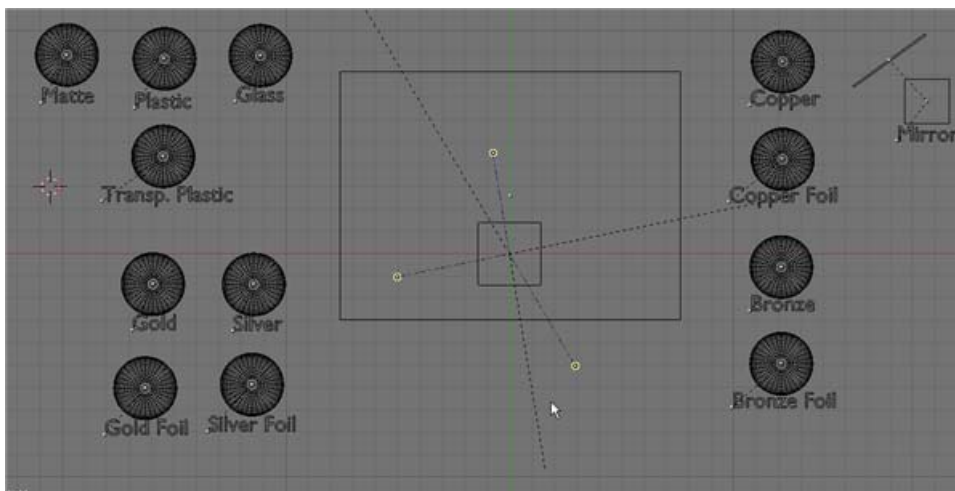 Matte
Plastic
Glass
Copper
Mirror
Transp. Plastic
Copper Foil
Gold
Silver
Bronze
Gold Foil
Silver Foil
Bronze Foil